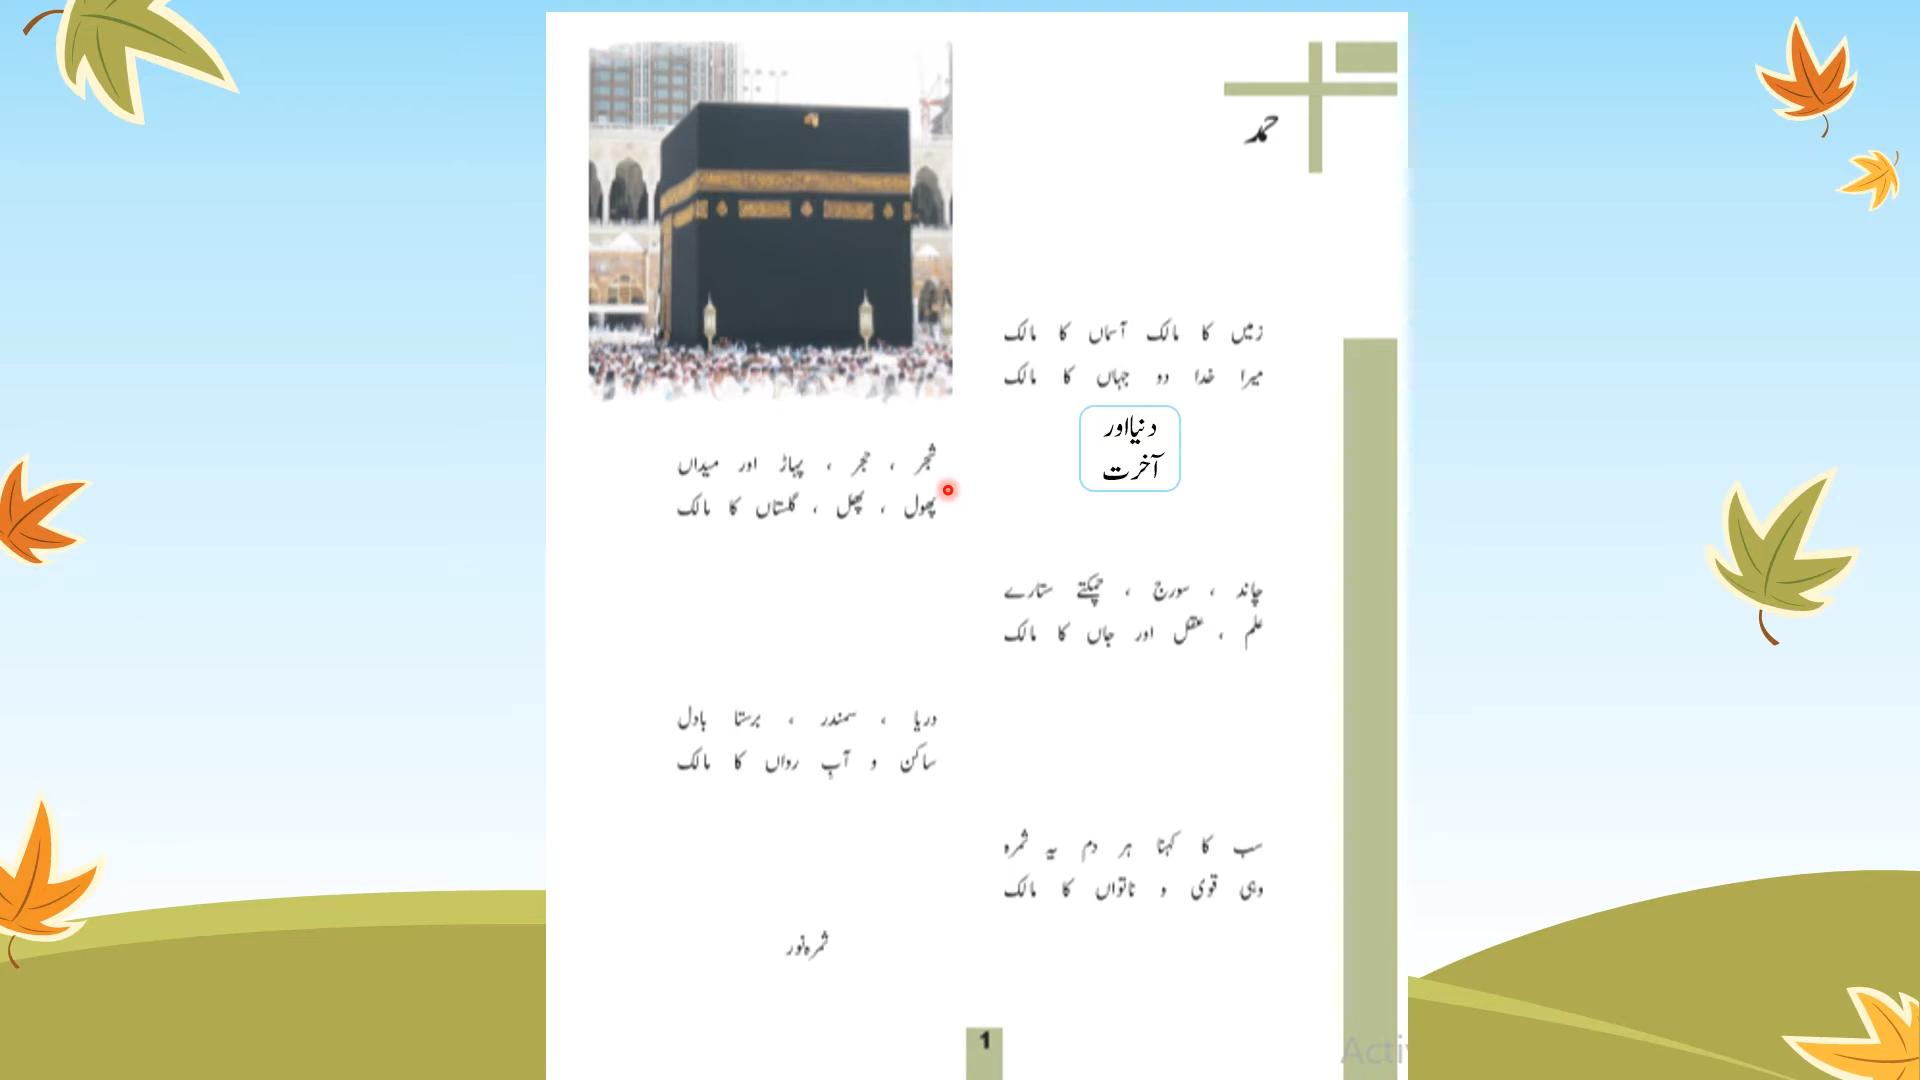 حمد
زمیں کا مالک آسماں کا مالک
میرا خدا دو جہاں کا مالک
دنیا اور
آخرت
شجر ، حجر ، پہاڑ اور میداں
پھول ، پھل ، گلستاں کا مالک
چاند ، سورج ، چمکتے ستارے
علم ، عقل اور جاں کا مالک
دریا ، سمندر ، برستا بادل
ساکن و آبِ رواں کا مالک
سب کا کہنا ہر دم یہ ثمرہ
وہی قوی و ناتواں کا مالک
ثمرہ نور
1
Activ